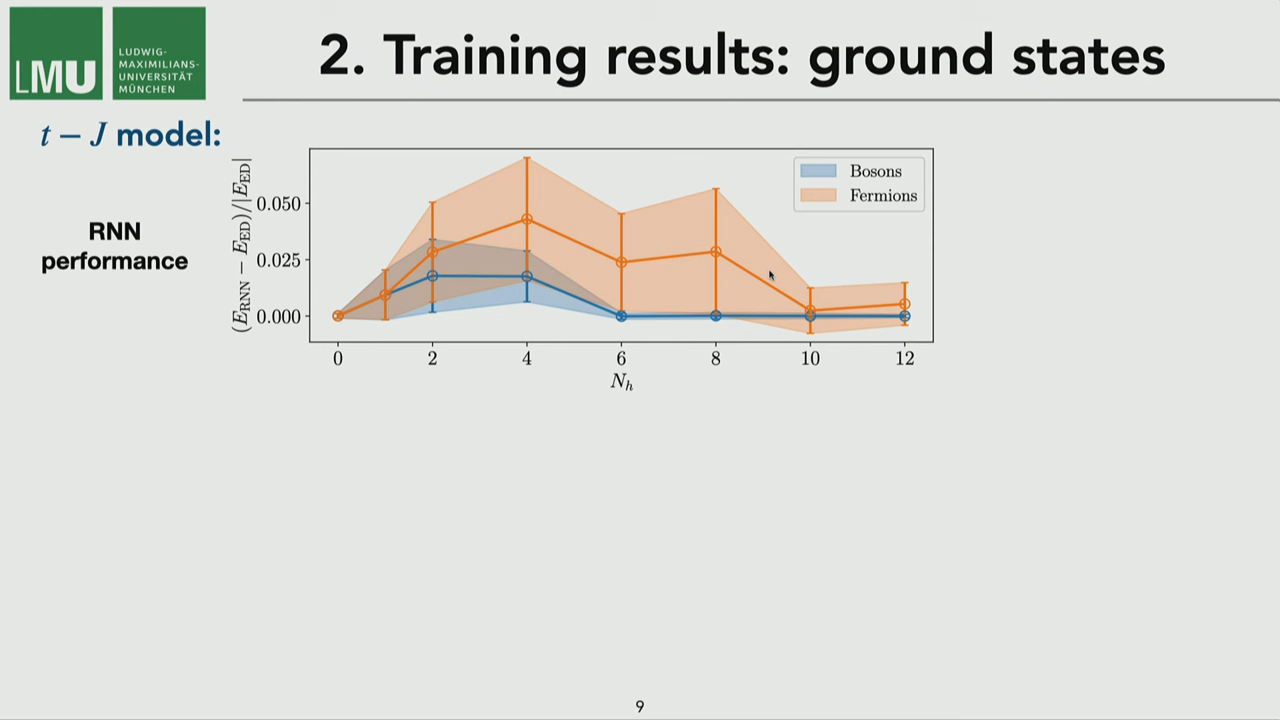 LMU
LUDWIG-
MAXIMILIANS-
UNIVERSITÄT
MÜNCHEN
2. Training results: ground states
t – J model:
RNN
performance
(E_RNN − E_ED)/|E_ED|
0.050
0.025
0.000
Bosons
Fermions
0 2 4 6 8 10 12
N_h
9